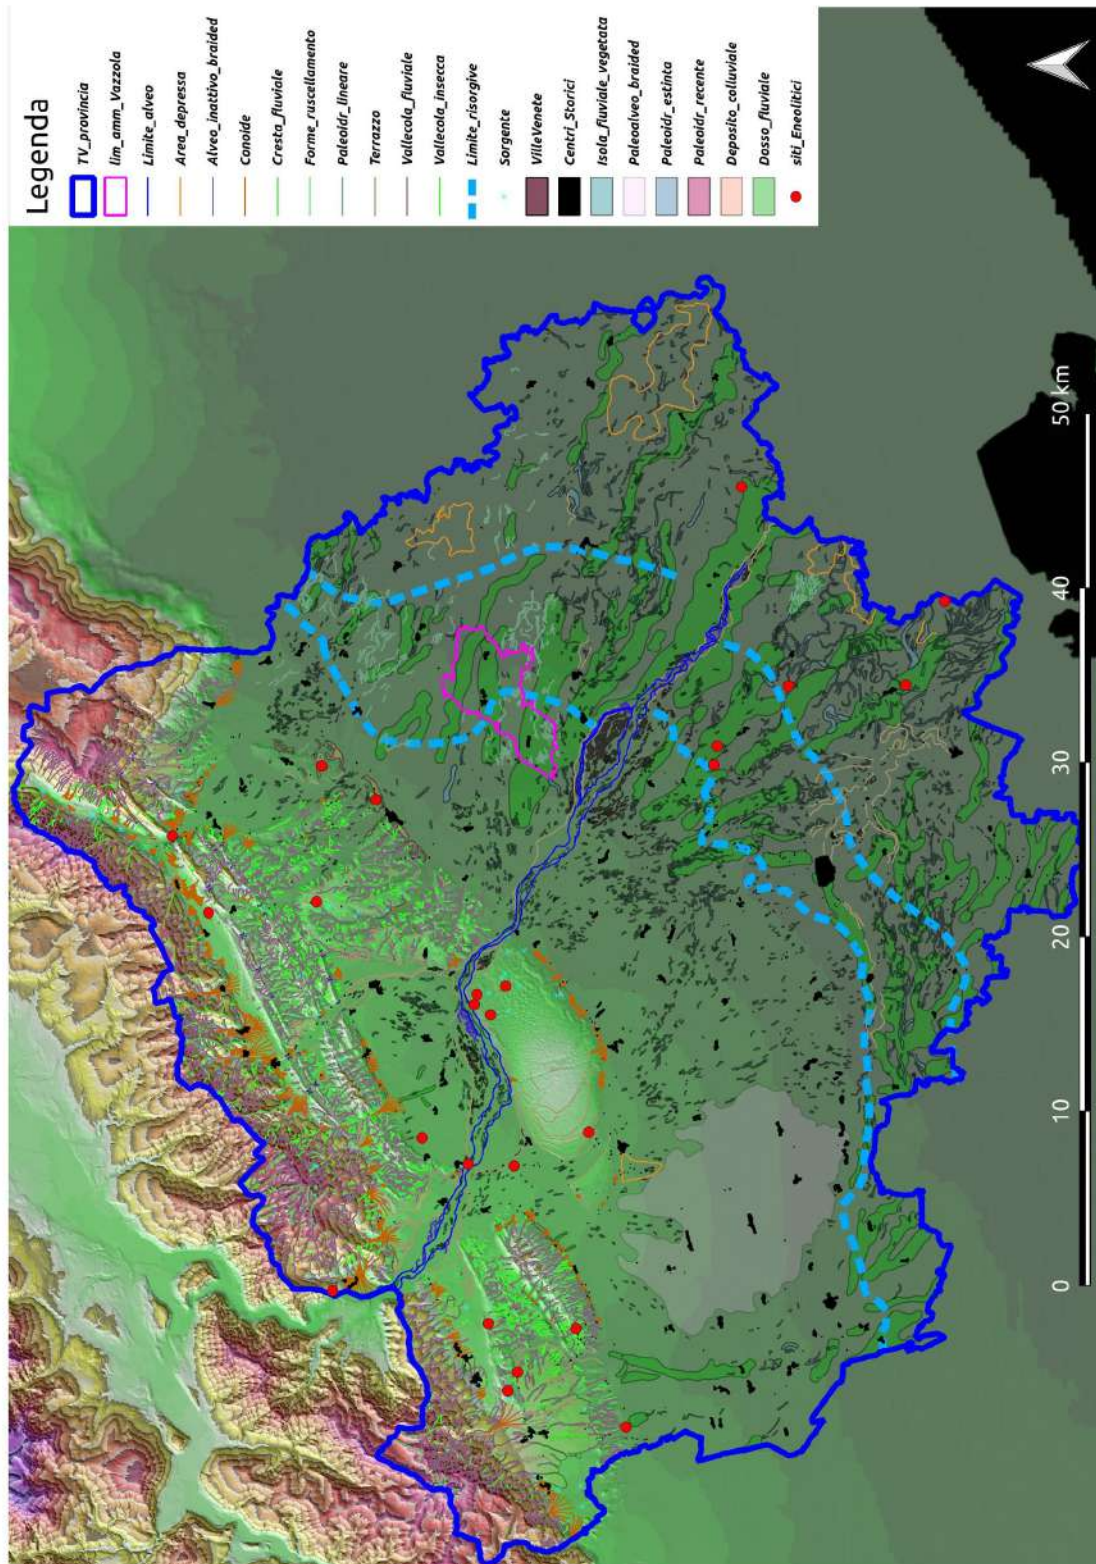 Legenda
TV_provincia
lim_amm_Vazzola
Limite_alveo
Area_depressa
Alveo_inattivo_braided
Conoide
Cresta_fluviale
Forme_ruscellamento
Paleoidr_lineare
Terrazzo
Vallecola_fluviale
Vallecola_insecca
Limite_risorgive
Sorgente
VilleVenete
Centri_Storici
Isola_fluviale_vegetata
Paleoalveo_braided
Paleoidr_estinta
Paleoidr_recente
Deposito_colluviale
Dosso_fluviale
siti_Eneolitici
0 10 20 30 40 50 km